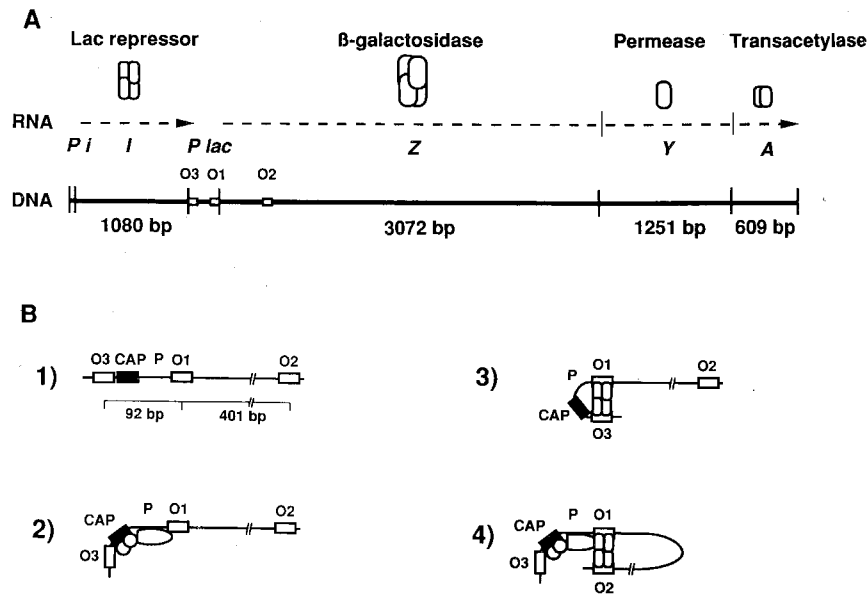 A
Lac repressor ß-galactosidase Permease Transacetylase
RNA
P i I P lac Z Y A
O3 O1 O2
DNA
1080 bp 3072 bp 1251 bp 609 bp
B
1)
O3 CAP P O1 O2
92 bp 401 bp
3)
O1
P O2
CAP
O3
2)
P O1 O2
CAP
O3
4)
P O1
CAP
O3
O2